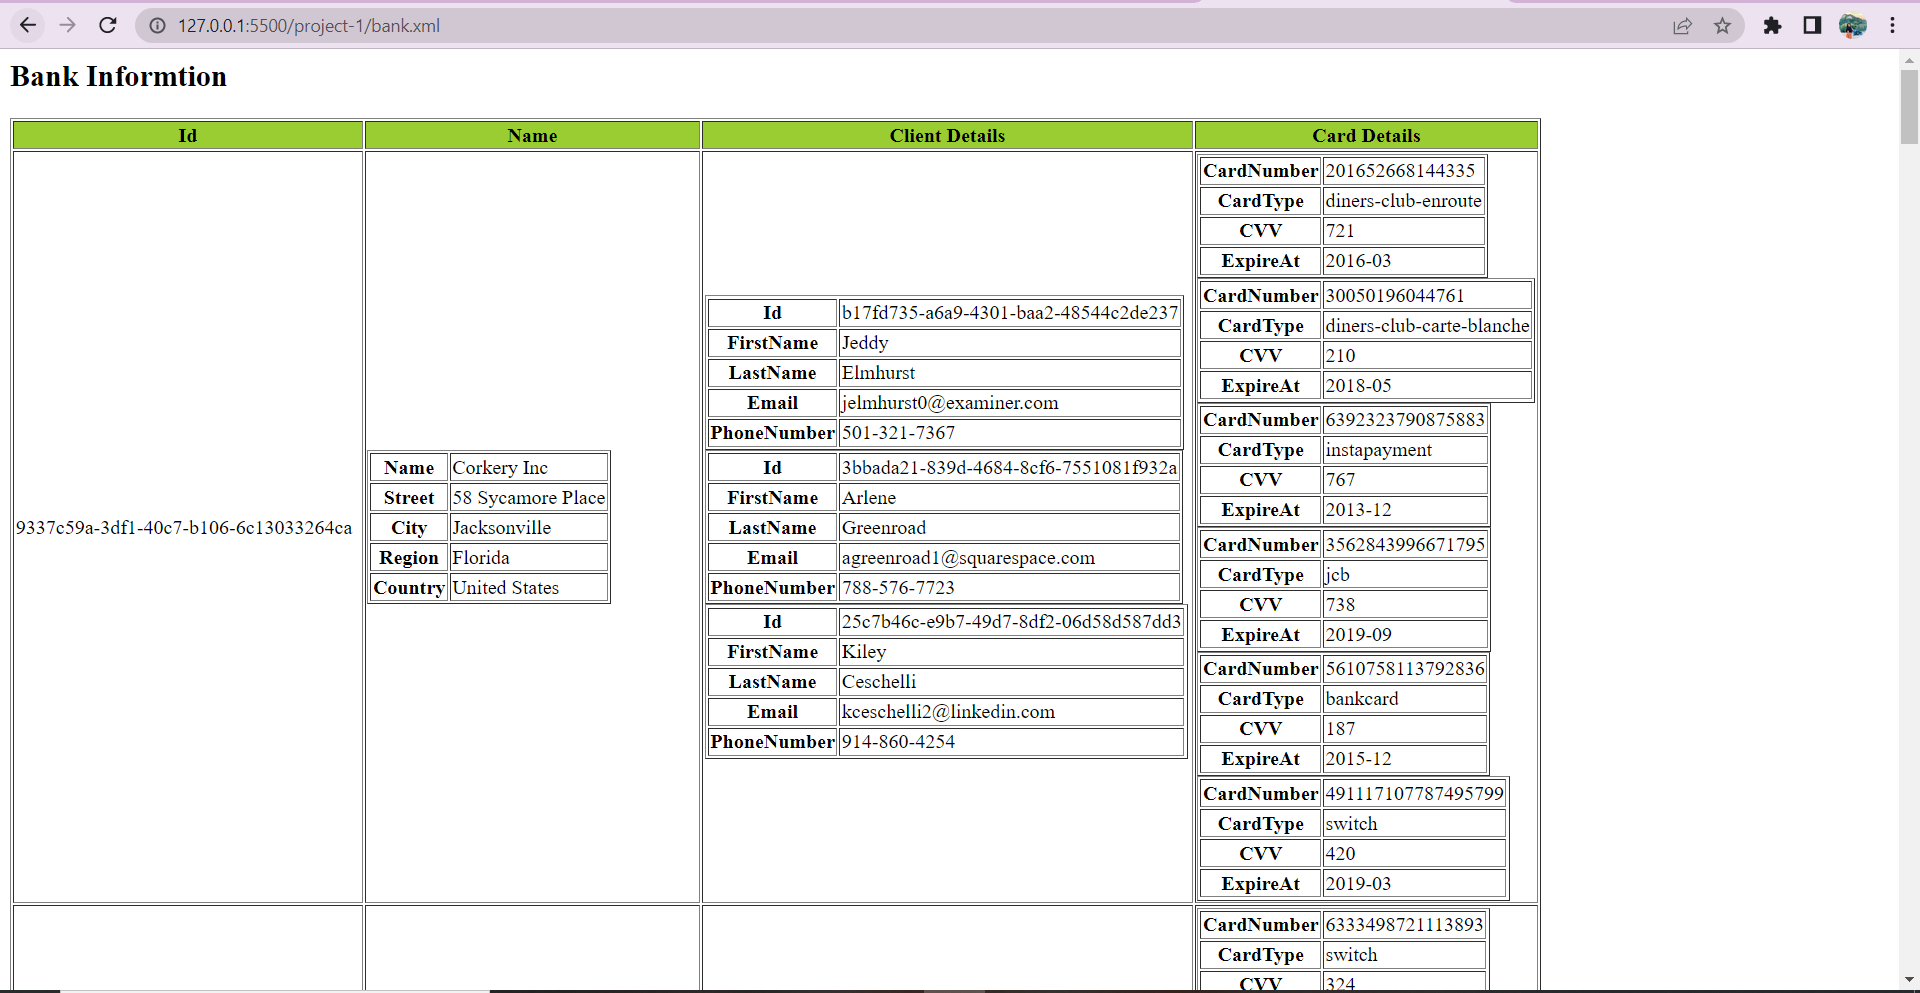 127.0.0.1:5500/project-1/bank.xml
Bank Informtion
Id Name Client Details Card Details
9337c59a-3df1-40c7-b106-6c13033264ca
Name Corkery Inc
Street 58 Sycamore Place
City Jacksonville
Region Florida
Country United States
Id b17fd735-a6a9-4301-baa2-48544c2de237
FirstName Jeddy
LastName Elmhurst
Email jelmhurst0@examiner.com
PhoneNumber 501-321-7367
Id 3bbada21-839d-4684-8cf6-7551081f932a
FirstName Arlene
LastName Greenroad
Email agreenroad1@squarespace.com
PhoneNumber 788-576-7723
Id 25c7b46c-e9b7-49d7-8df2-06d58d587dd3
FirstName Kiley
LastName Ceschelli
Email kceschelli2@linkedin.com
PhoneNumber 914-860-4254
CardNumber 201652668144335
CardType diners-club-enroute
CVV 721
ExpireAt 2016-03
CardNumber 30050196044761
CardType diners-club-carte-blanche
CVV 210
ExpireAt 2018-05
CardNumber 6392323790875883
CardType instapayment
CVV 767
ExpireAt 2013-12
CardNumber 3562843996671795
CardType jcb
CVV 738
ExpireAt 2019-09
CardNumber 5610758113792836
CardType bankcard
CVV 187
ExpireAt 2015-12
CardNumber 491117107787495799
CardType switch
CVV 420
ExpireAt 2019-03
CardNumber 6333498721113893
CardType switch
CVV 324